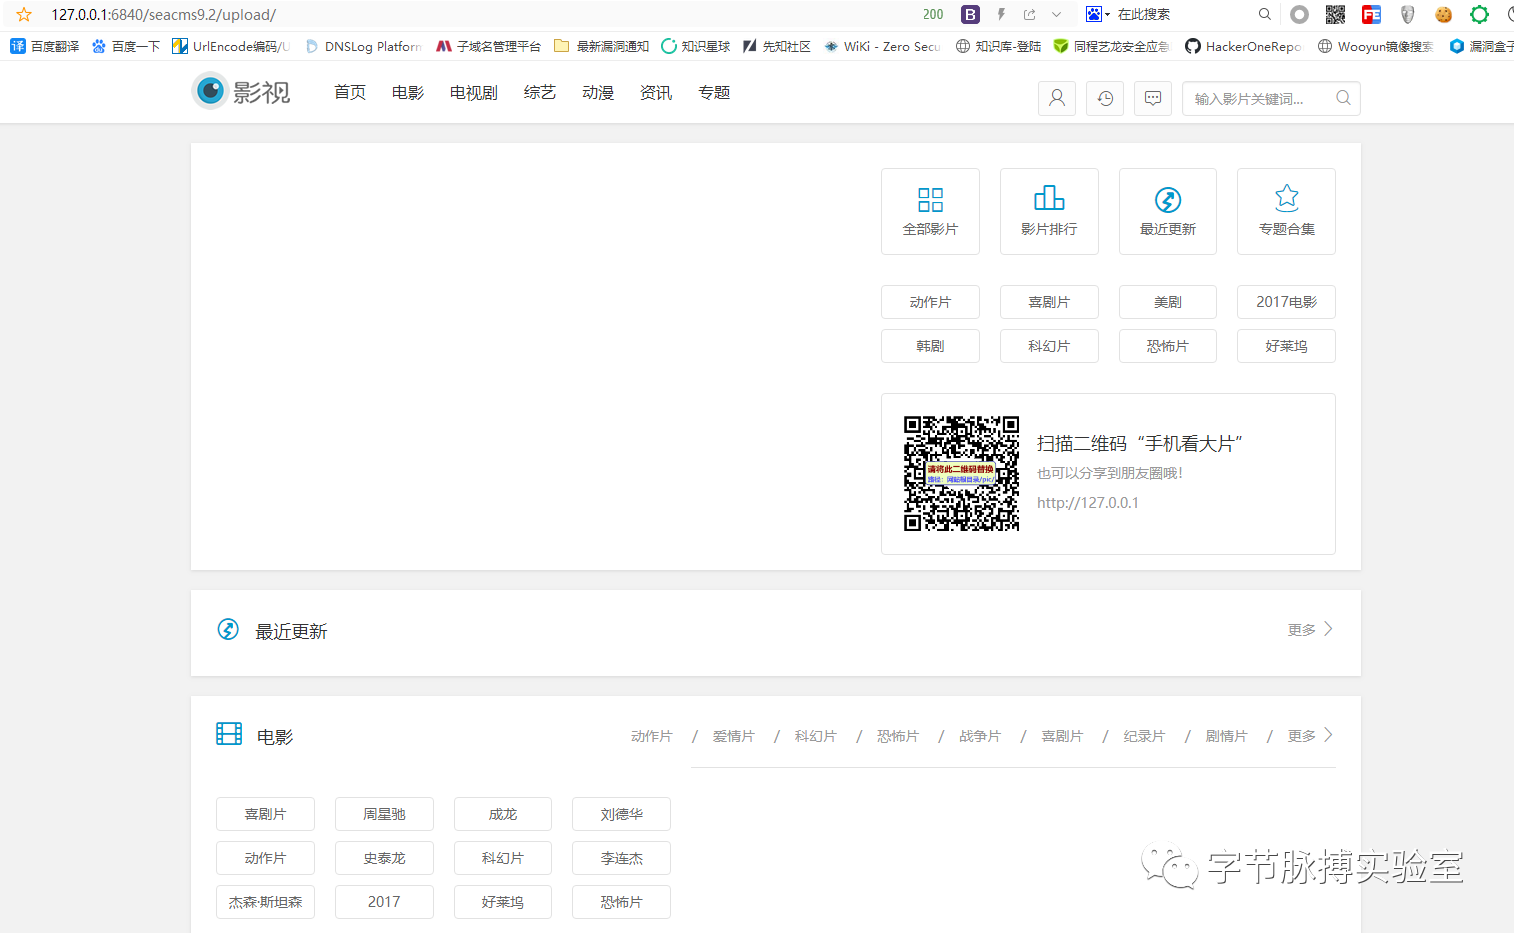 127.0.0.1:6840/seacms9.2/upload/ 200 B 在此搜索 FE
译 百度翻译 百度一下 UrlEncode编码/U DNSLog Platform 子域名管理平台 最新漏洞通知 知识星球 先知社区 WiKi - Zero Secu 知识库-登陆 同程艺龙安全应急 HackerOneRepo Wooyun镜像搜索 漏洞盒子
影视 首页 电影 电视剧 综艺 动漫 资讯 专题 输入影片关键词...
全部影片 影片排行 最近更新 专题合集
动作片 喜剧片 美剧 2017电影
韩剧 科幻片 恐怖片 好莱坞
请将此二维码替换
路径：网站根目录/pic/
扫描二维码“手机看大片”
也可以分享到朋友圈哦!
http://127.0.0.1
最近更新 更多
电影 动作片 / 爱情片 / 科幻片 / 恐怖片 / 战争片 / 喜剧片 / 纪录片 / 剧情片 / 更多
喜剧片 周星驰 成龙 刘德华
动作片 史泰龙 科幻片 李连杰
杰森·斯坦森 2017 好莱坞 恐怖片
字节脉搏实验室